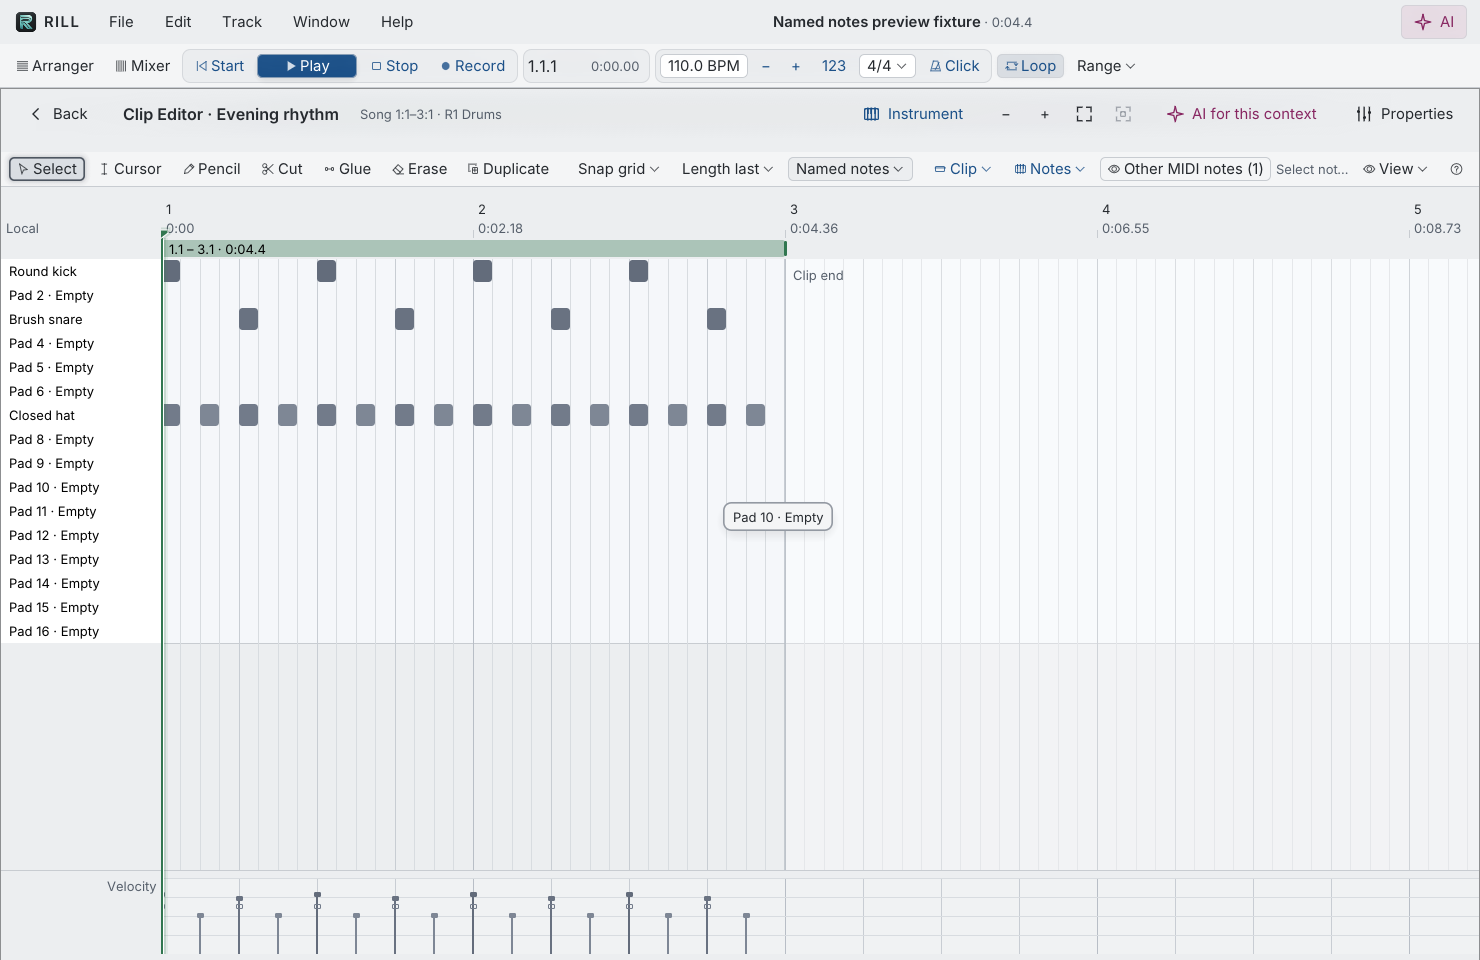 RILL File Edit Track Window Help Named notes preview fixture · 0:04.4 AI
Arranger Mixer Start Play Stop Record 1.1.1 0:00.00 110.0 BPM − + 123 4/4 Click Loop Range
Back Clip Editor · Evening rhythm Song 1:1–3:1 · R1 Drums Instrument − + AI for this context Properties
Select Cursor Pencil Cut Glue Erase Duplicate Snap grid Length last Named notes Clip Notes Other MIDI notes (1) Select not... View
1 2 3 4 5
Local 0:00 0:02.18 0:04.36 0:06.55 0:08.73
1.1 – 3.1 · 0:04.4
Round kick
Clip end
Pad 2 · Empty
Brush snare
Pad 4 · Empty
Pad 5 · Empty
Pad 6 · Empty
Closed hat
Pad 8 · Empty
Pad 9 · Empty
Pad 10 · Empty
Pad 11 · Empty
Pad 10 · Empty
Pad 12 · Empty
Pad 13 · Empty
Pad 14 · Empty
Pad 15 · Empty
Pad 16 · Empty
Velocity